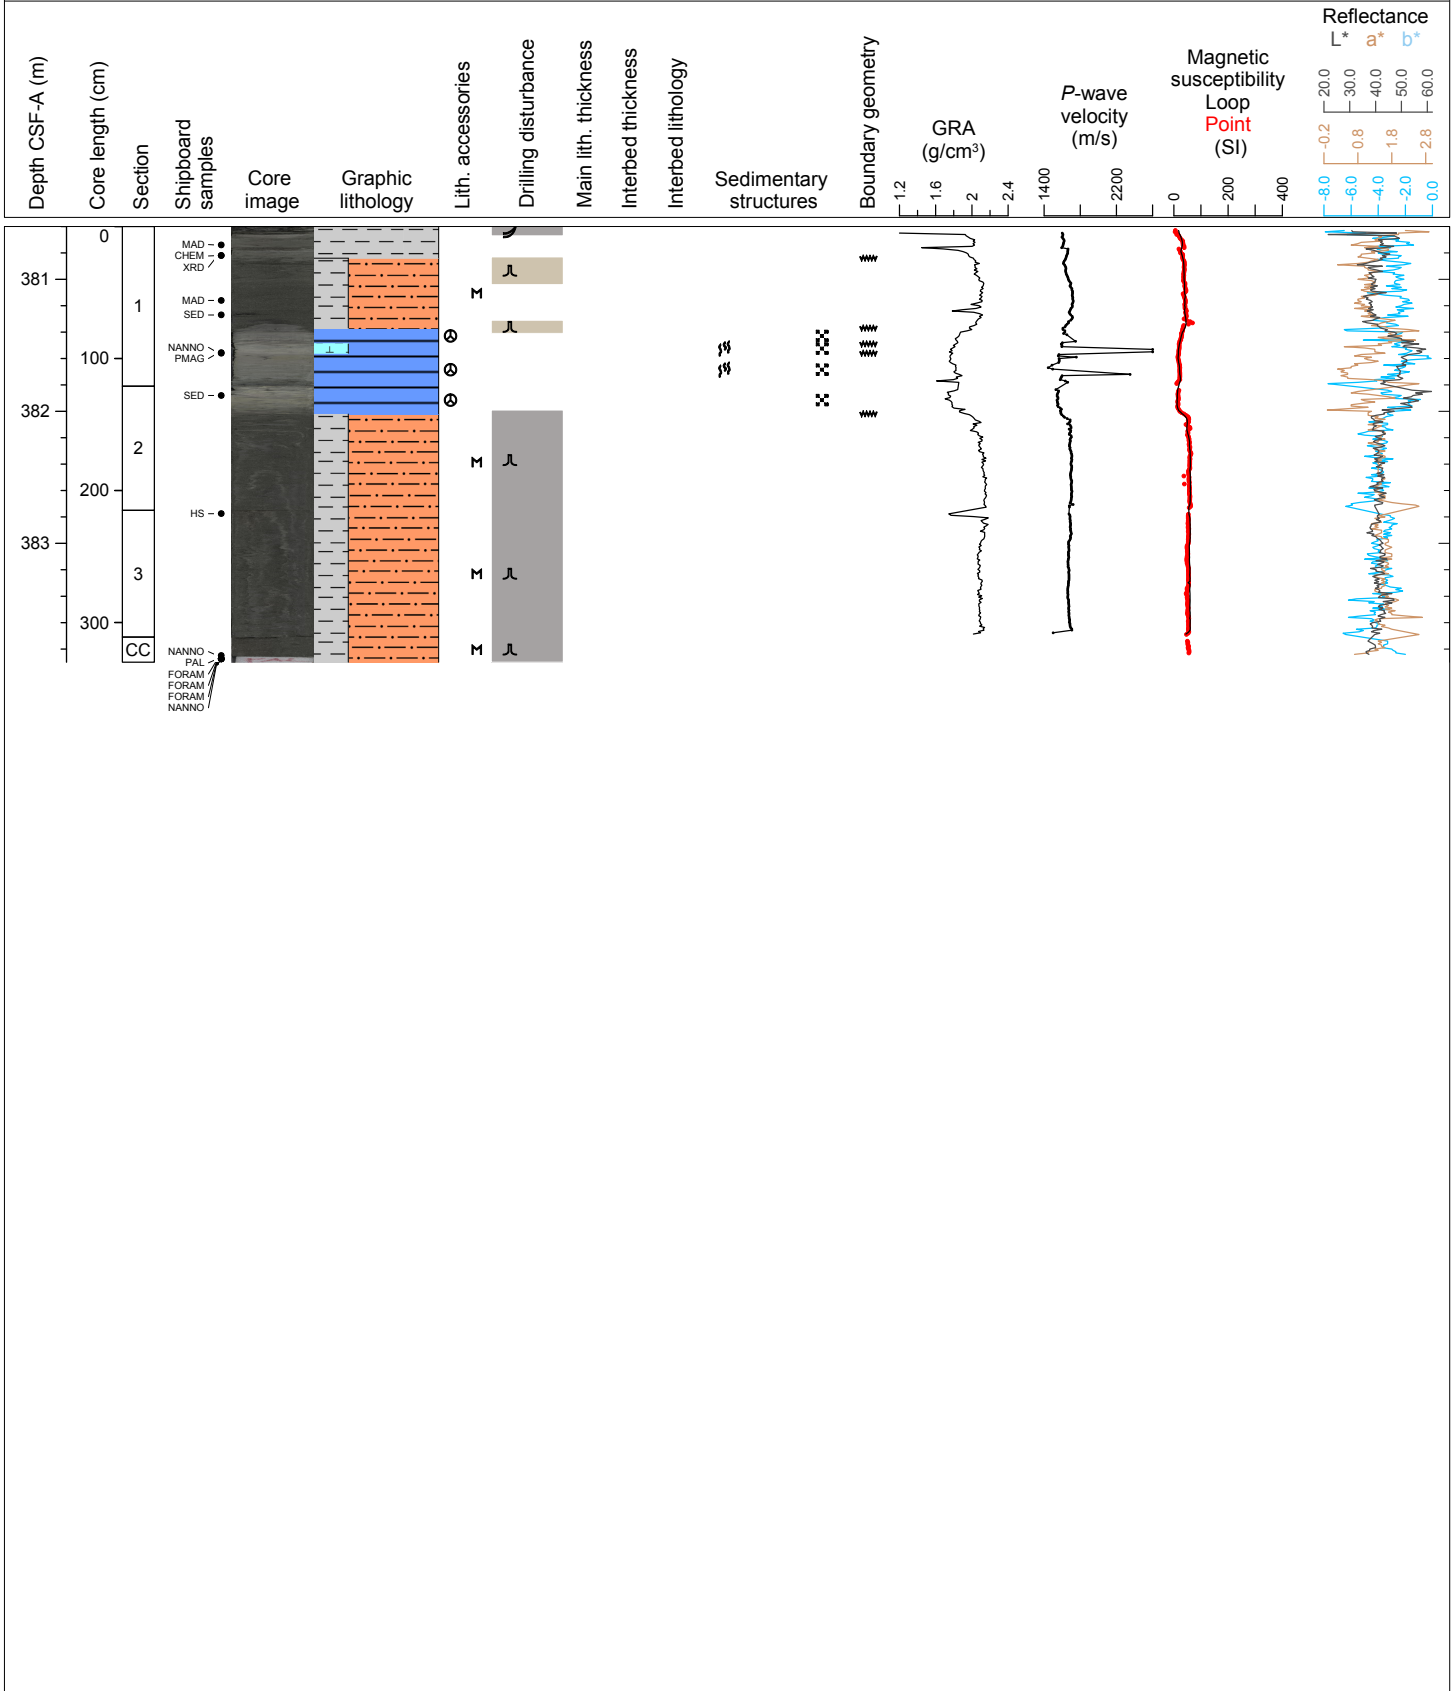 Depth CSF-A (m)
Core length (cm)
Section
Shipboard
samples
Core
image
Graphic
lithology
Lith. accessories
Drilling disturbance
Main lith. thickness
Interbed thickness
Interbed lithology
Sedimentary
structures
Boundary geometry
GRA
(g/cm³)
1.2 1.6 2 2.4
P-wave
velocity
(m/s)
1400 2200
Magnetic
susceptibility
Loop
Point
(SI)
0 200 400
Reflectance
L* a* b*
20.0 30.0 40.0 50.0 60.0
-0.2 0.8 1.8 2.8
-8.0 -6.0 -4.0 -2.0 0.0
0
MAD
CHEM
XRD
381
MAD
1
SED
NANNO
100
PMAG
SED
382
2
200
HS
383
3
300
CC
NANNO
PAL
FORAM
FORAM
FORAM
NANNO
M
M
M
M